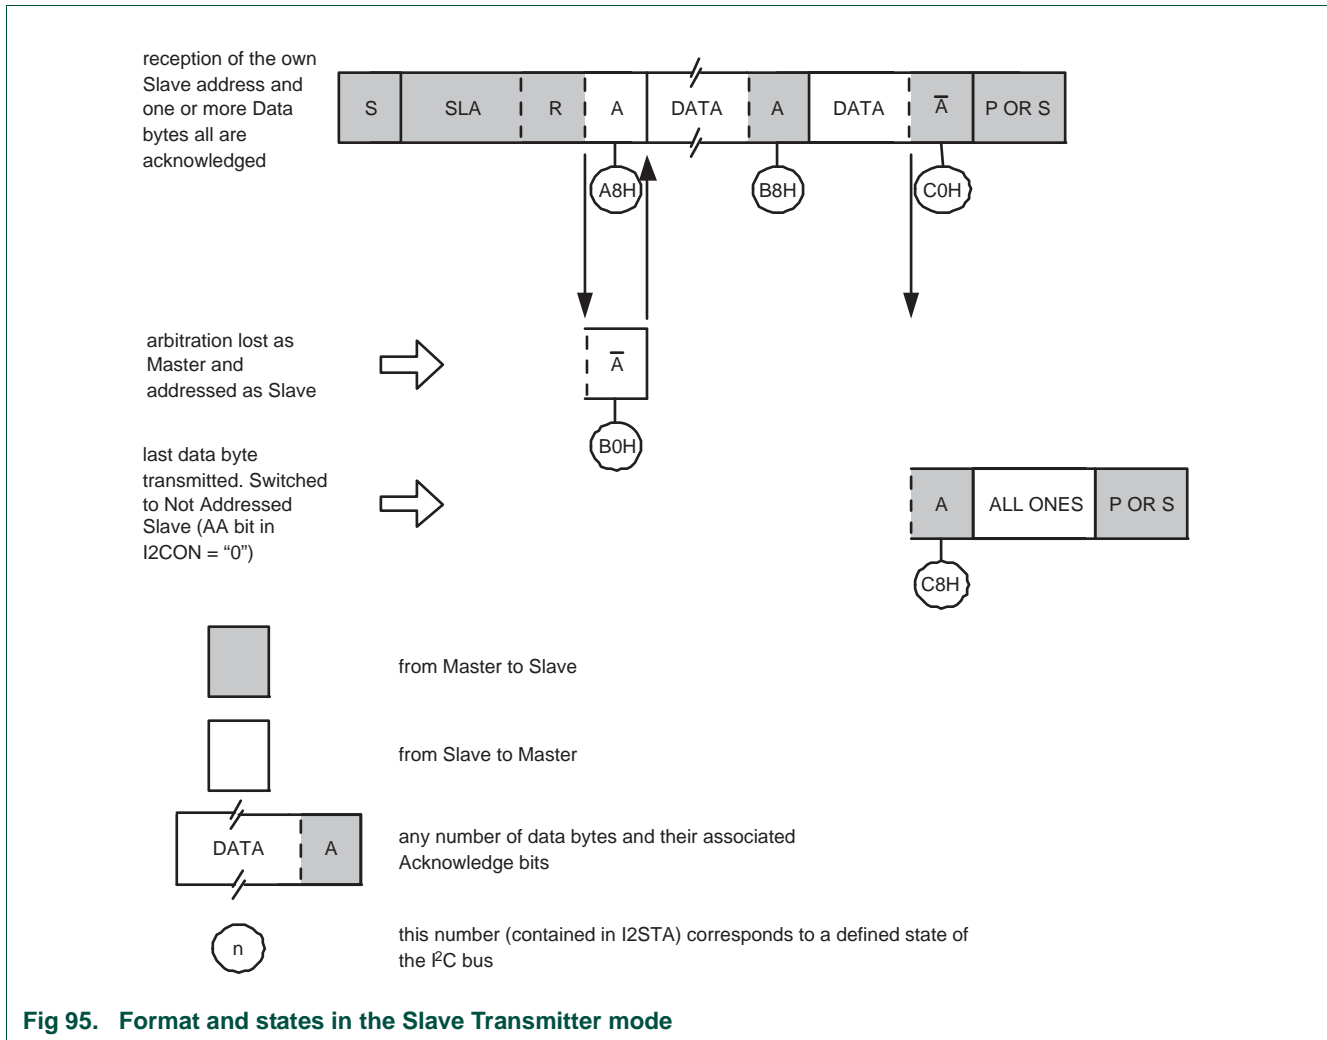 reception of the own
Slave address and
one or more Data
bytes all are
acknowledged
S SLA R A DATA A DATA A̅ P OR S
A8H B8H C0H
arbitration lost as
Master and
addressed as Slave
A̅
B0H
last data byte
transmitted. Switched
to Not Addressed
Slave (AA bit in
I2CON = “0”)
A ALL ONES P OR S
C8H
from Master to Slave
from Slave to Master
DATA A
any number of data bytes and their associated
Acknowledge bits
n
this number (contained in I2STA) corresponds to a defined state of
the I²C bus
Fig 95. Format and states in the Slave Transmitter mode